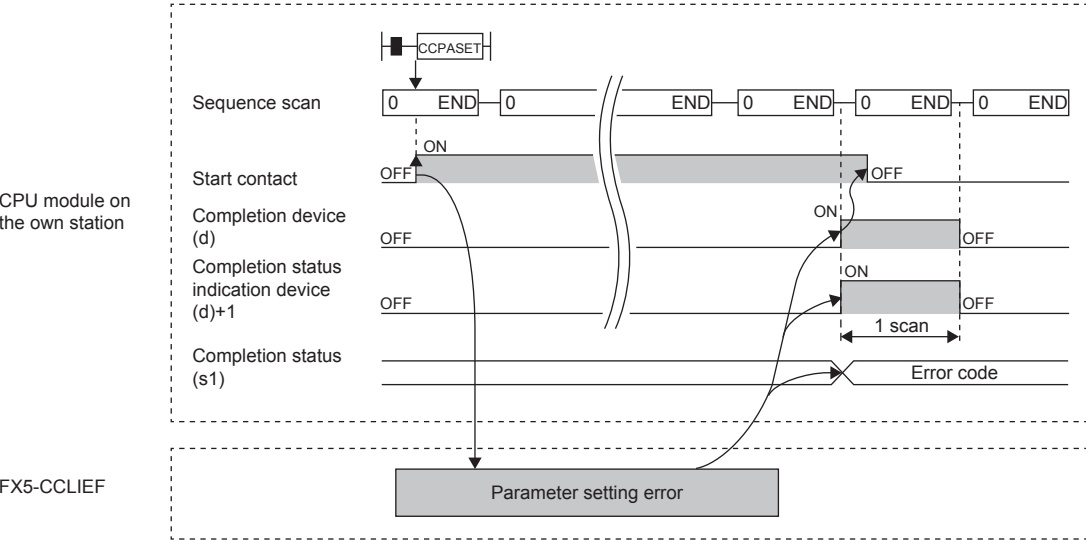 CCPASET
Sequence scan
0 END 0 END 0 END 0 END 0 END
ON
Start contact
OFF
OFF
CPU module on
the own station
Completion device
(d)
OFF
ON
OFF
Completion status
indication device
(d)+1
OFF
ON
OFF
1 scan
Completion status
(s1)
Error code
FX5-CCLIEF
Parameter setting error